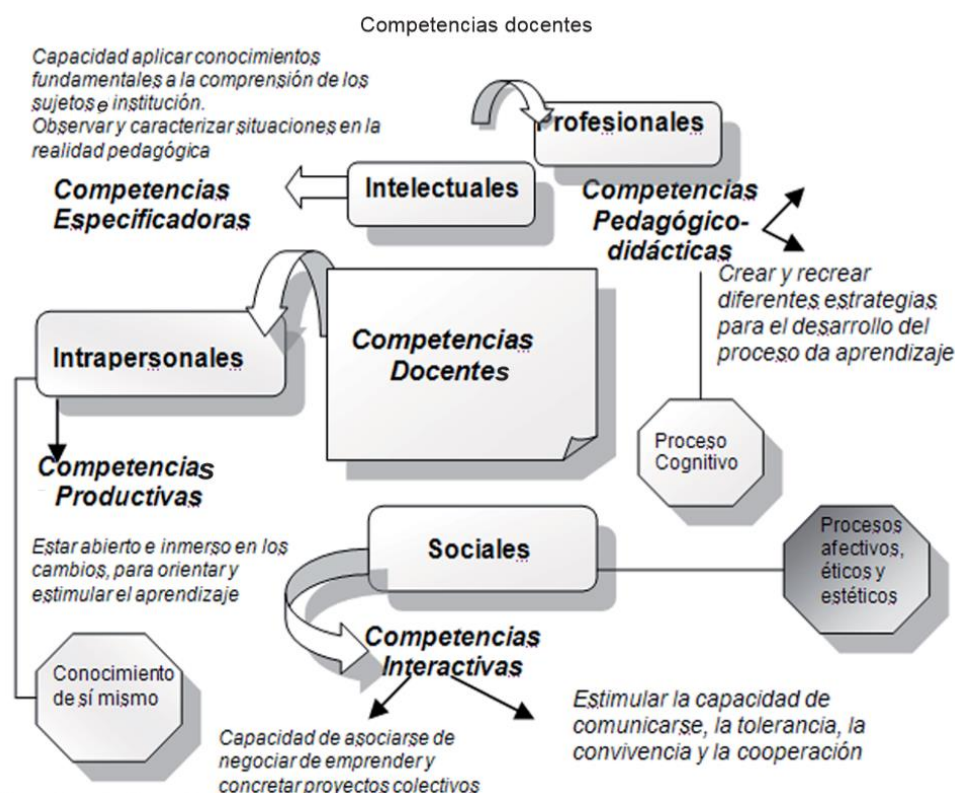 Competencias docentes
Capacidad aplicar conocimientos
fundamentales a la comprensión de los
sujetos e institución.
Observar y caracterizar situaciones en la
realidad pedagógica
Profesionales
Competencias
Especificadoras
Intelectuales
Competencias
Pedagógico-
didácticas
Crear y recrear
diferentes estrategias
para el desarrollo del
proceso da aprendizaje
Intrapersonales
Competencias
Docentes
Proceso
Cognitivo
Competencias
Productivas
Estar abierto e inmerso en los
cambios, para orientar y
estimular el aprendizaje
Sociales
Procesos
afectivos,
éticos y
estéticos
Conocimiento
de sí mismo
Competencias
Interactivas
Capacidad de asociarse de
negociar de emprender y
concretar proyectos colectivos
Estimular la capacidad de
comunicarse, la tolerancia, la
convivencia y la cooperación